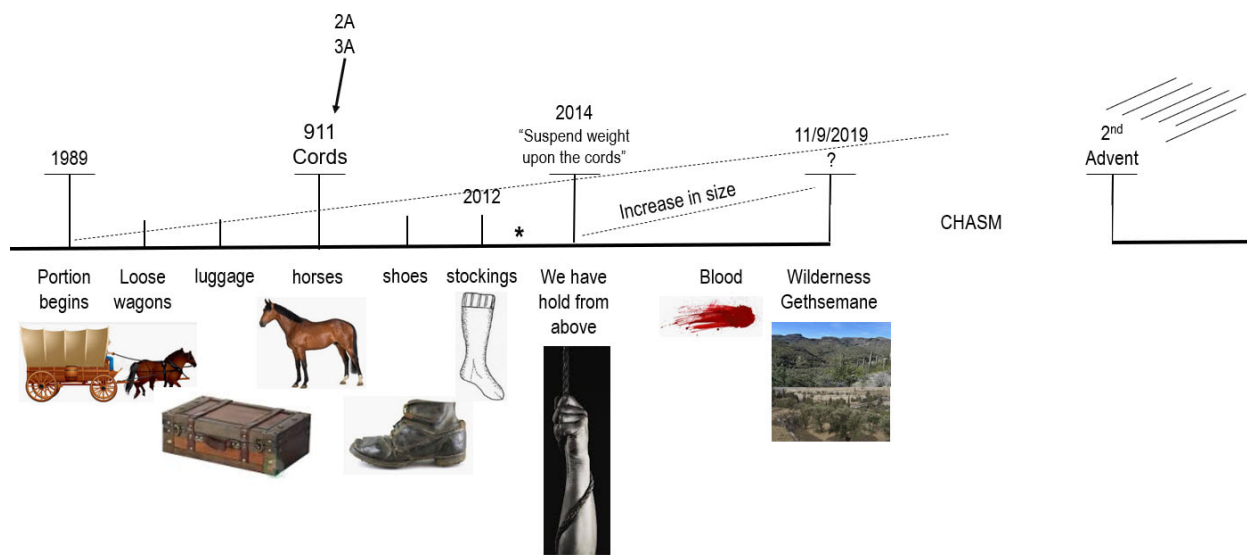 2A
3A
911
Cords
1989
2012
2014
“Suspend weight
upon the cords”
Increase in size
11/9/2019
?
CHASM
2nd
Advent
*
Portion
begins
Loose
wagons
luggage
horses
shoes
stockings
We have
hold from
above
Blood
Wilderness
Gethsemane